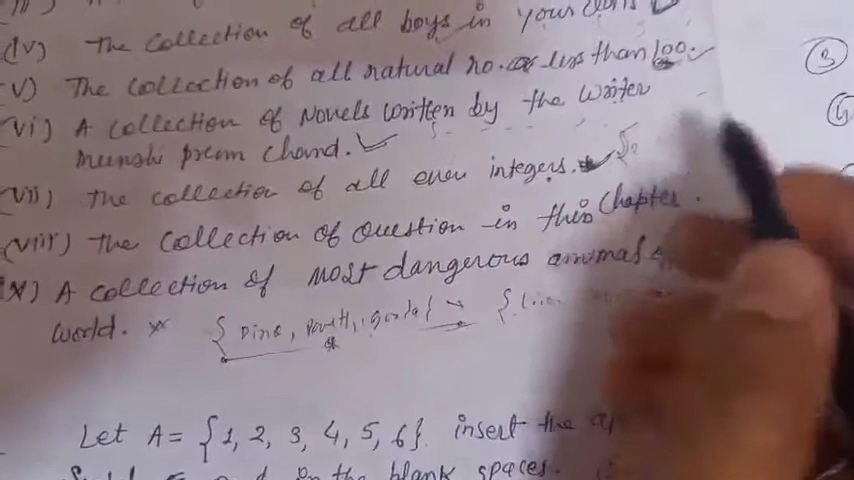 (iv) The collection of all boys in your class
(v) The collection of all natural no. less than 100.
(vi) A collection of Novels written by the writer
munshi prem Chand.
(vii) The collection of all even integers.
(viii) The collection of Question in this Chapter.
A collection of most dangerous animals
world.
Let A = {1, 2, 3, 4, 5, 6}. insert the
in the blank spaces.